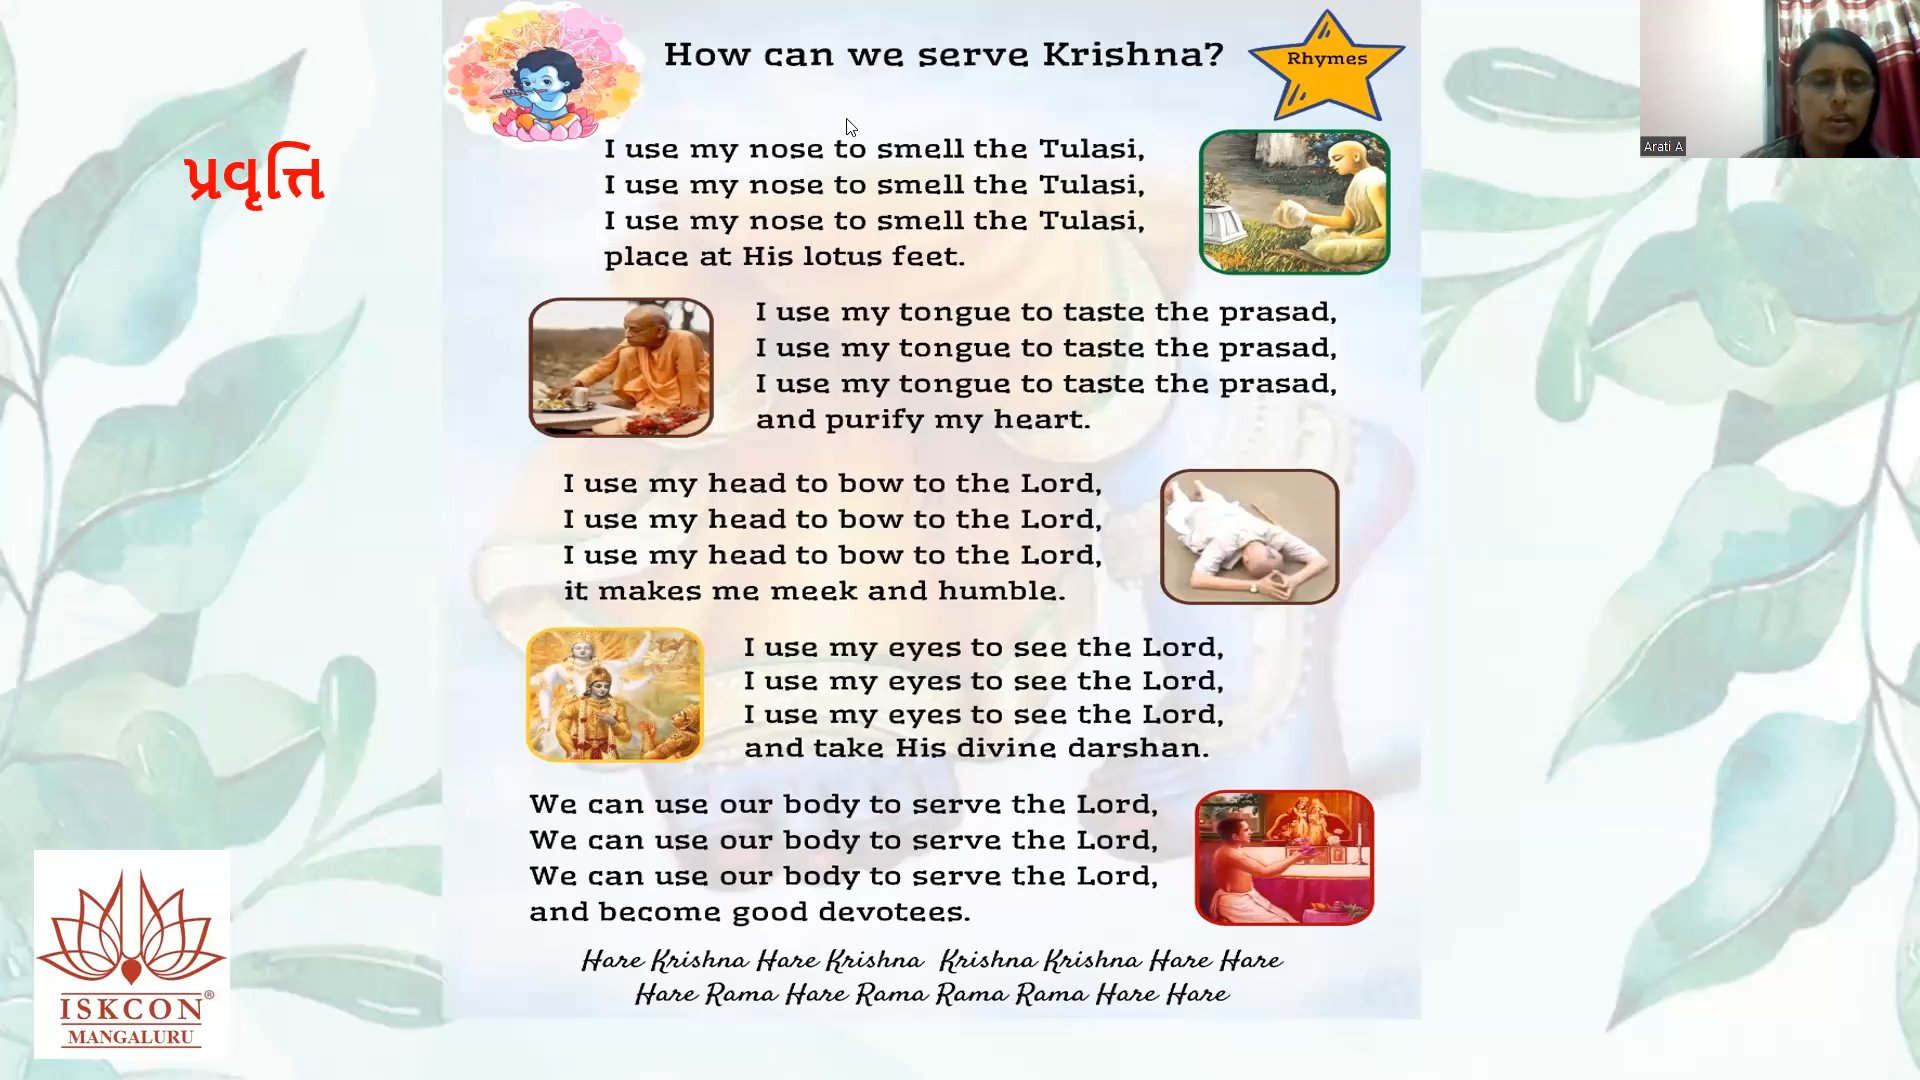 How can we serve Krishna?
Rhymes
Arati A
પ્રવૃત્તિ
I use my nose to smell the Tulasi,
I use my nose to smell the Tulasi,
I use my nose to smell the Tulasi,
place at His lotus feet.
I use my tongue to taste the prasad,
I use my tongue to taste the prasad,
I use my tongue to taste the prasad,
and purify my heart.
I use my head to bow to the Lord,
I use my head to bow to the Lord,
I use my head to bow to the Lord,
it makes me meek and humble.
I use my eyes to see the Lord,
I use my eyes to see the Lord,
I use my eyes to see the Lord,
and take His divine darshan.
We can use our body to serve the Lord,
We can use our body to serve the Lord,
We can use our body to serve the Lord,
and become good devotees.
Hare Krishna Hare Krishna Krishna Krishna Hare Hare
Hare Rama Hare Rama Rama Rama Hare Hare
ISKCON®
MANGALURU